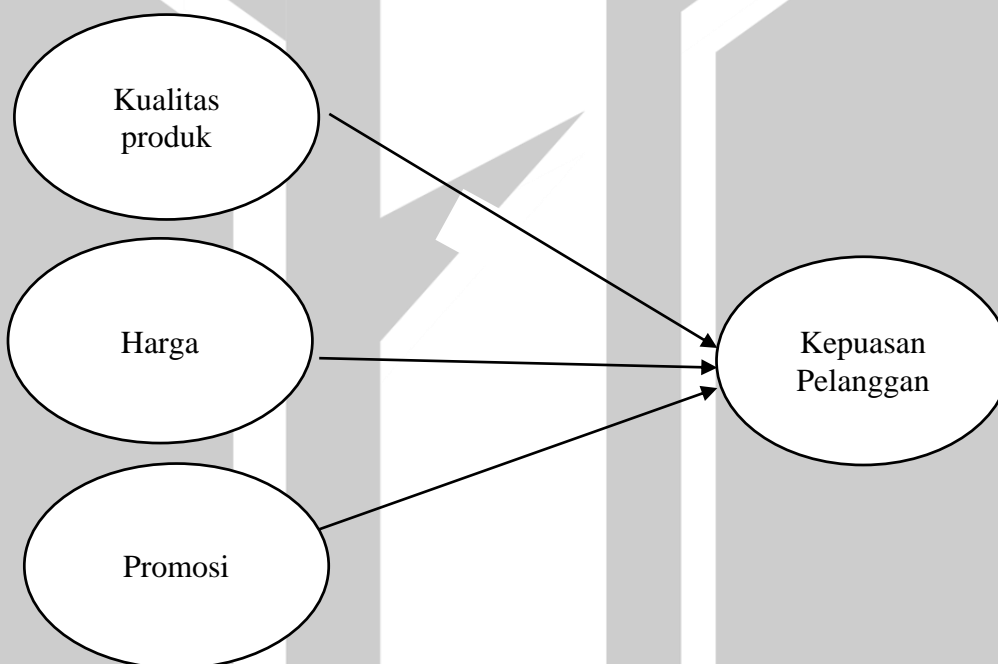 Kualitas
produk
Harga
Kepuasan
Pelanggan
Promosi